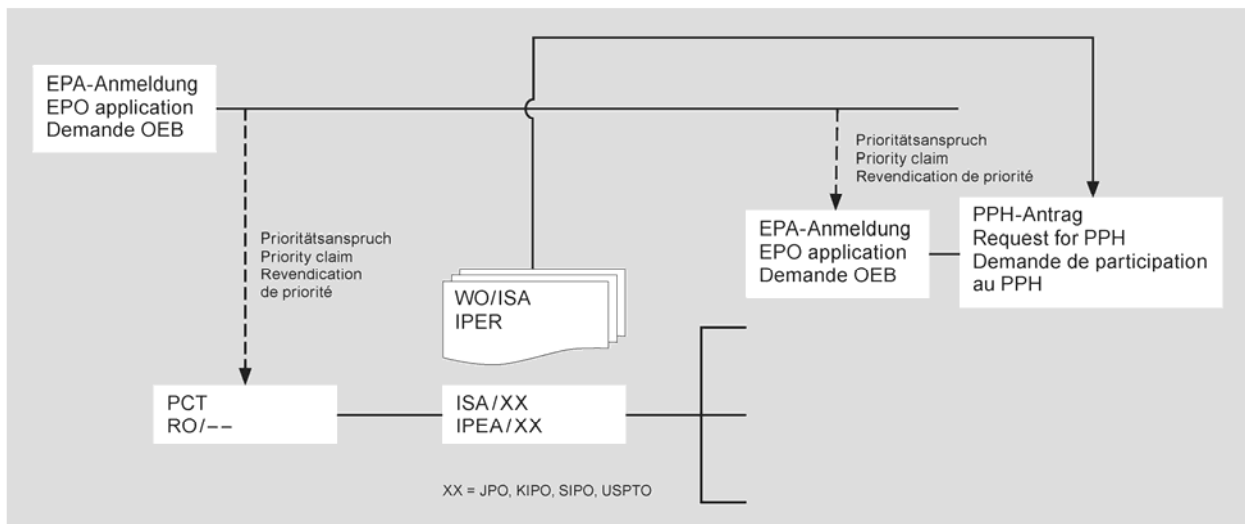 EPA-Anmeldung
EPO application
Demande OEB
Prioritätsanspruch
Priority claim
Revendication de priorité
EPA-Anmeldung
EPO application
Demande OEB
PPH-Antrag
Request for PPH
Demande de participation
au PPH
Prioritätsanspruch
Priority claim
Revendication
de priorité
WO/ISA
IPER
PCT
RO/--
ISA/XX
IPEA/XX
XX = JPO, KIPO, SIPO, USPTO